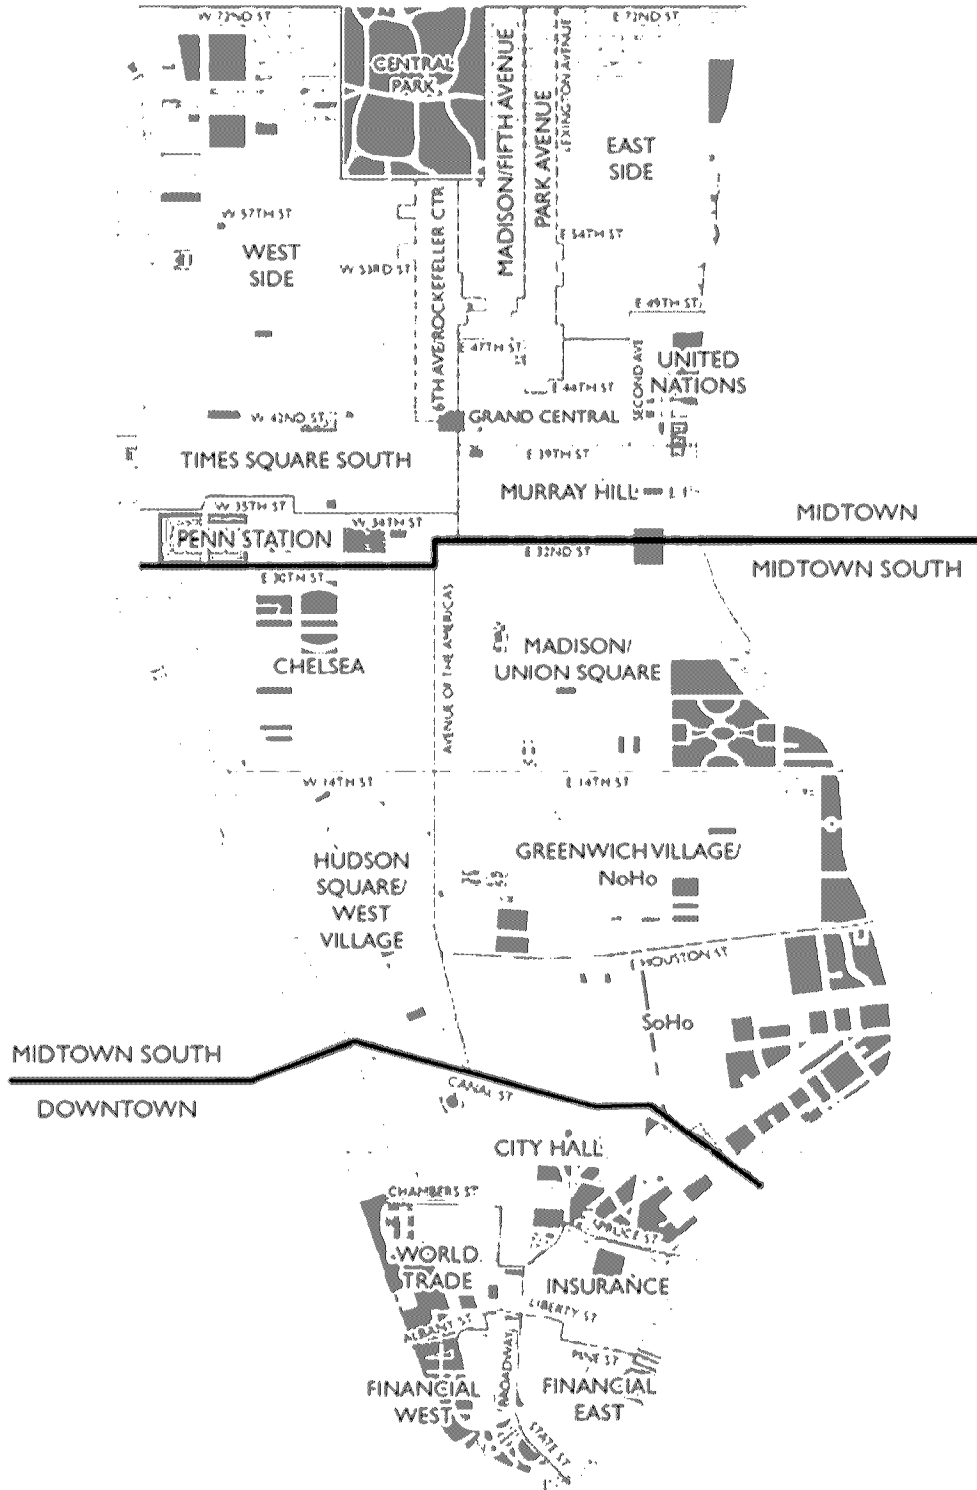 W 72ND ST
E 72ND ST
CENTRAL
PARK
MADISON/FIFTH AVENUE
PARK AVENUE
LEXINGTON AVENUE
EAST
SIDE
W 57TH ST
WEST
SIDE
W 53RD ST
6TH AVE/ROCKEFELLER CTR
E 54TH ST
E 49TH ST
E 47TH ST
SECOND AVE
UNITED
NATIONS
E 44TH ST
W 42ND ST
GRAND CENTRAL
TIMES SQUARE SOUTH
E 39TH ST
MURRAY HILL
W 35TH ST
W 34TH ST
PENN STATION
MIDTOWN
E 32ND ST
MIDTOWN SOUTH
E 30TH ST
AVENUE OF THE AMERICAS
CHELSEA
MADISON/
UNION SQUARE
W 14TH ST
E 14TH ST
HUDSON
SQUARE/
WEST
VILLAGE
GREENWICH VILLAGE/
NoHo
E HOUSTON ST
SoHo
MIDTOWN SOUTH
DOWNTOWN
CANAL ST
CITY HALL
CHAMBERS ST
SPRUCE ST
WORLD
TRADE
INSURANCE
LIBERTY ST
ALBANY ST
BROADWAY
PINE ST
FINANCIAL
WEST
FINANCIAL
EAST
STATE ST